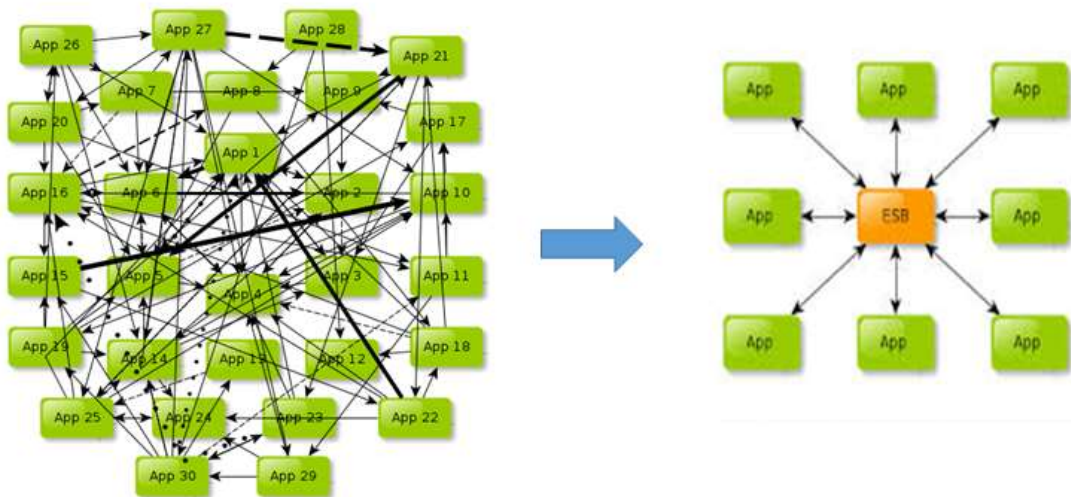 App 26 App 27 App 28 App 21
App 7 App 8 App 9
App 20 App 17
App 1
App 16 App 6 App 2 App 10
App 15 App 5 App 3 App 11
App 4
App 19 App 14 App 13 App 12 App 18
App 25 App 24 App 23 App 22
App 30 App 29
App App App
App ESB App
App App App